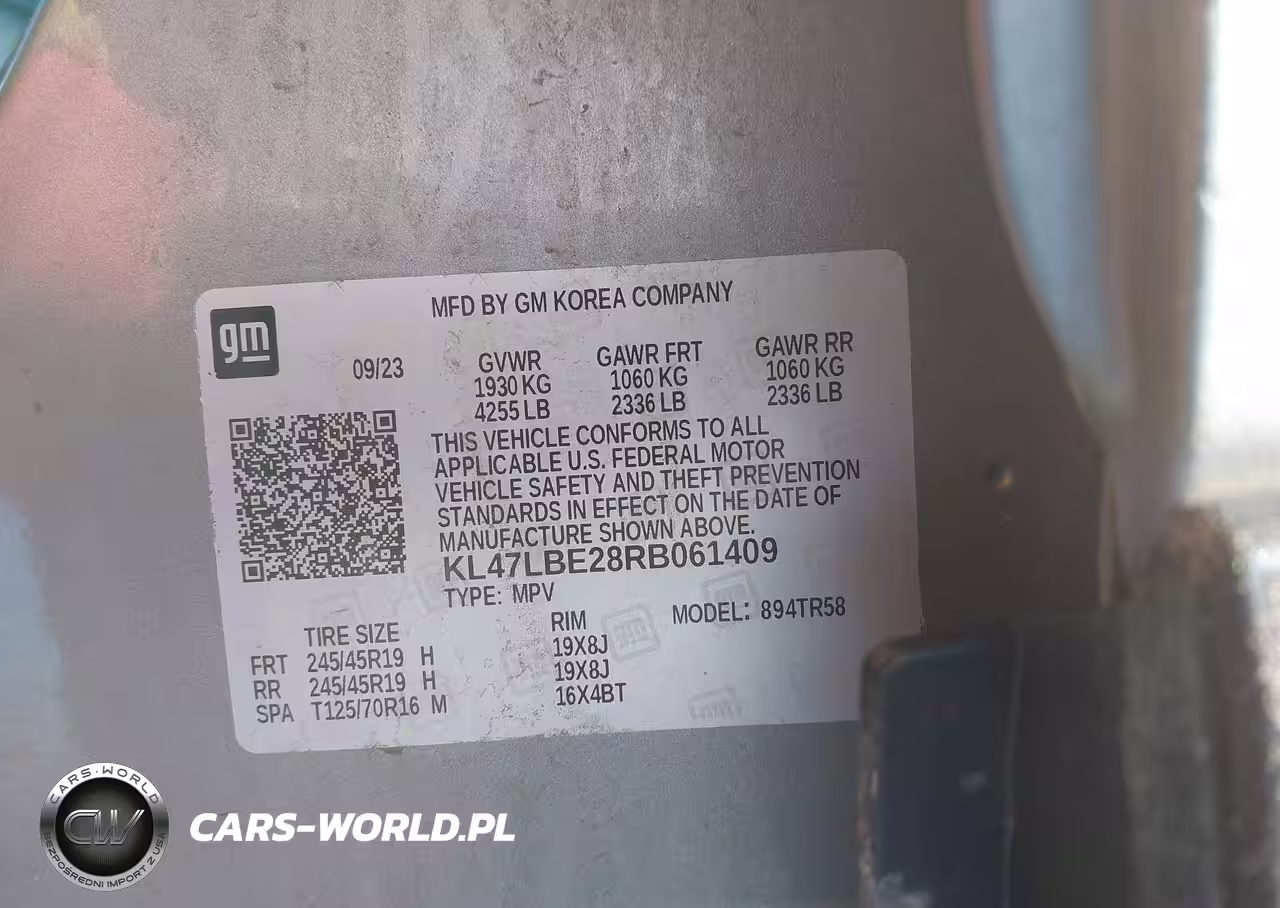 MFD BY GM KOREA COMPANY
gm
09/23
GVWR GAWR FRT GAWR RR
1930 KG 1060 KG 1060 KG
4255 LB 2336 LB 2336 LB
THIS VEHICLE CONFORMS TO ALL
APPLICABLE U.S. FEDERAL MOTOR
VEHICLE SAFETY AND THEFT PREVENTION
STANDARDS IN EFFECT ON THE DATE OF
MANUFACTURE SHOWN ABOVE.
KL47LBE28RB061409
TYPE: MPV
MODEL: 894TR58
TIRE SIZE RIM
FRT 245/45R19 H 19X8J
RR 245/45R19 H 19X8J
SPA T125/70R16 M 16X4BT
CARS-WORLD
CW
BEZPOŚREDNI IMPORT Z USA
CARS-WORLD.PL